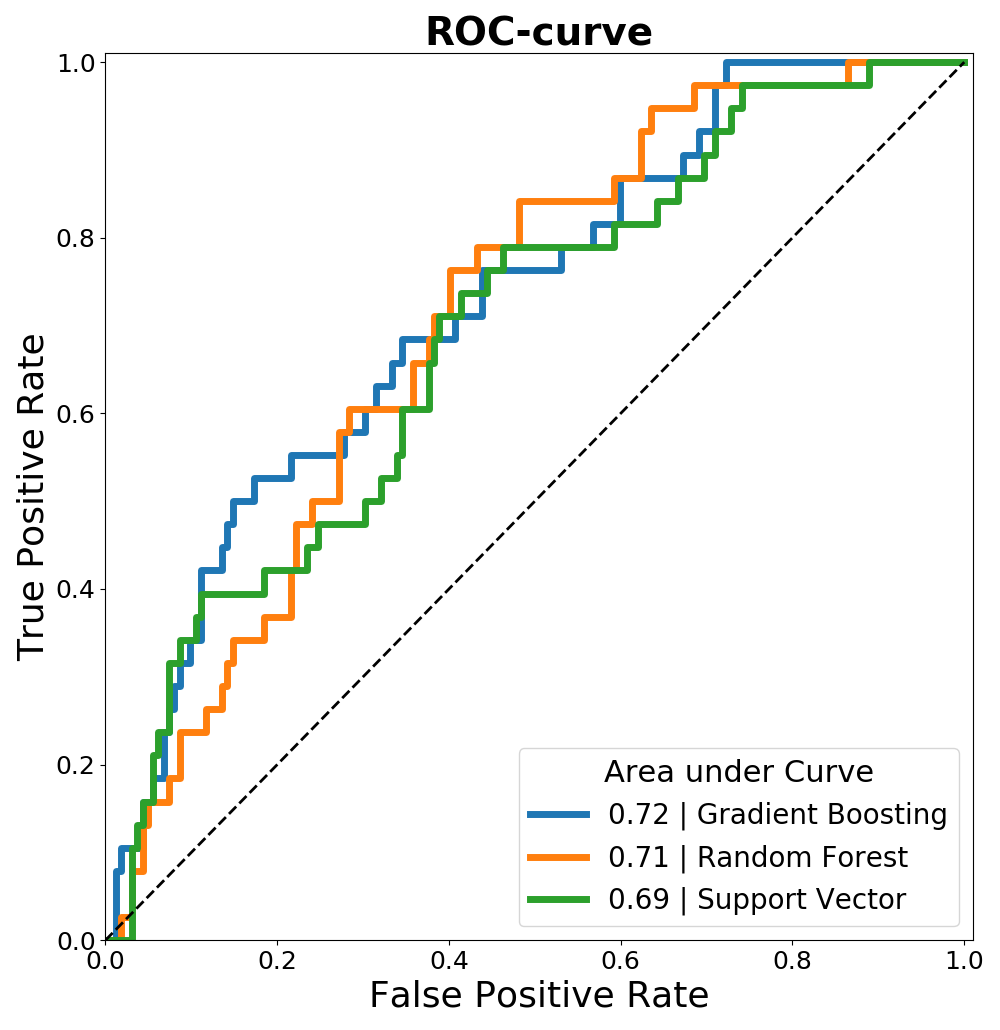 ROC-curve
True Positive Rate
1.0
0.8
0.6
0.4
0.2
0.0
Area under Curve
0.72 | Gradient Boosting
0.71 | Random Forest
0.69 | Support Vector
0.0 0.2 0.4 0.6 0.8 1.0
False Positive Rate